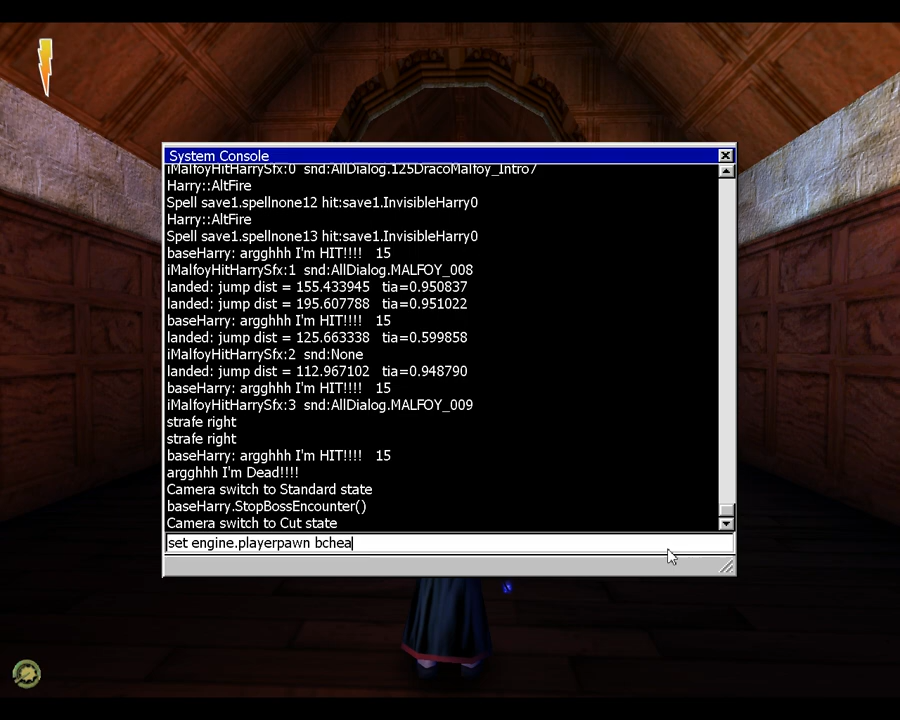 System Console
iMalfoyHitHarrySfx:0 snd:AllDialog.125DracoMalfoy_Intro7
Harry::AltFire
Spell save1.spellnone12 hit:save1.InvisibleHarry0
Harry::AltFire
Spell save1.spellnone13 hit:save1.InvisibleHarry0
baseHarry: argghhh I'm HIT!!!! 15
iMalfoyHitHarrySfx:1 snd:AllDialog.MALFOY_008
landed: jump dist = 155.433945 tia=0.950837
landed: jump dist = 195.607788 tia=0.951022
baseHarry: argghhh I'm HIT!!!! 15
landed: jump dist = 125.663338 tia=0.599858
iMalfoyHitHarrySfx:2 snd:None
landed: jump dist = 112.967102 tia=0.948790
baseHarry: argghhh I'm HIT!!!! 15
iMalfoyHitHarrySfx:3 snd:AllDialog.MALFOY_009
strafe right
strafe right
baseHarry: argghhh I'm HIT!!!! 15
argghhh I'm Dead!!!!
Camera switch to Standard state
baseHarry.StopBossEncounter()
Camera switch to Cut state
set engine.playerpawn bchea